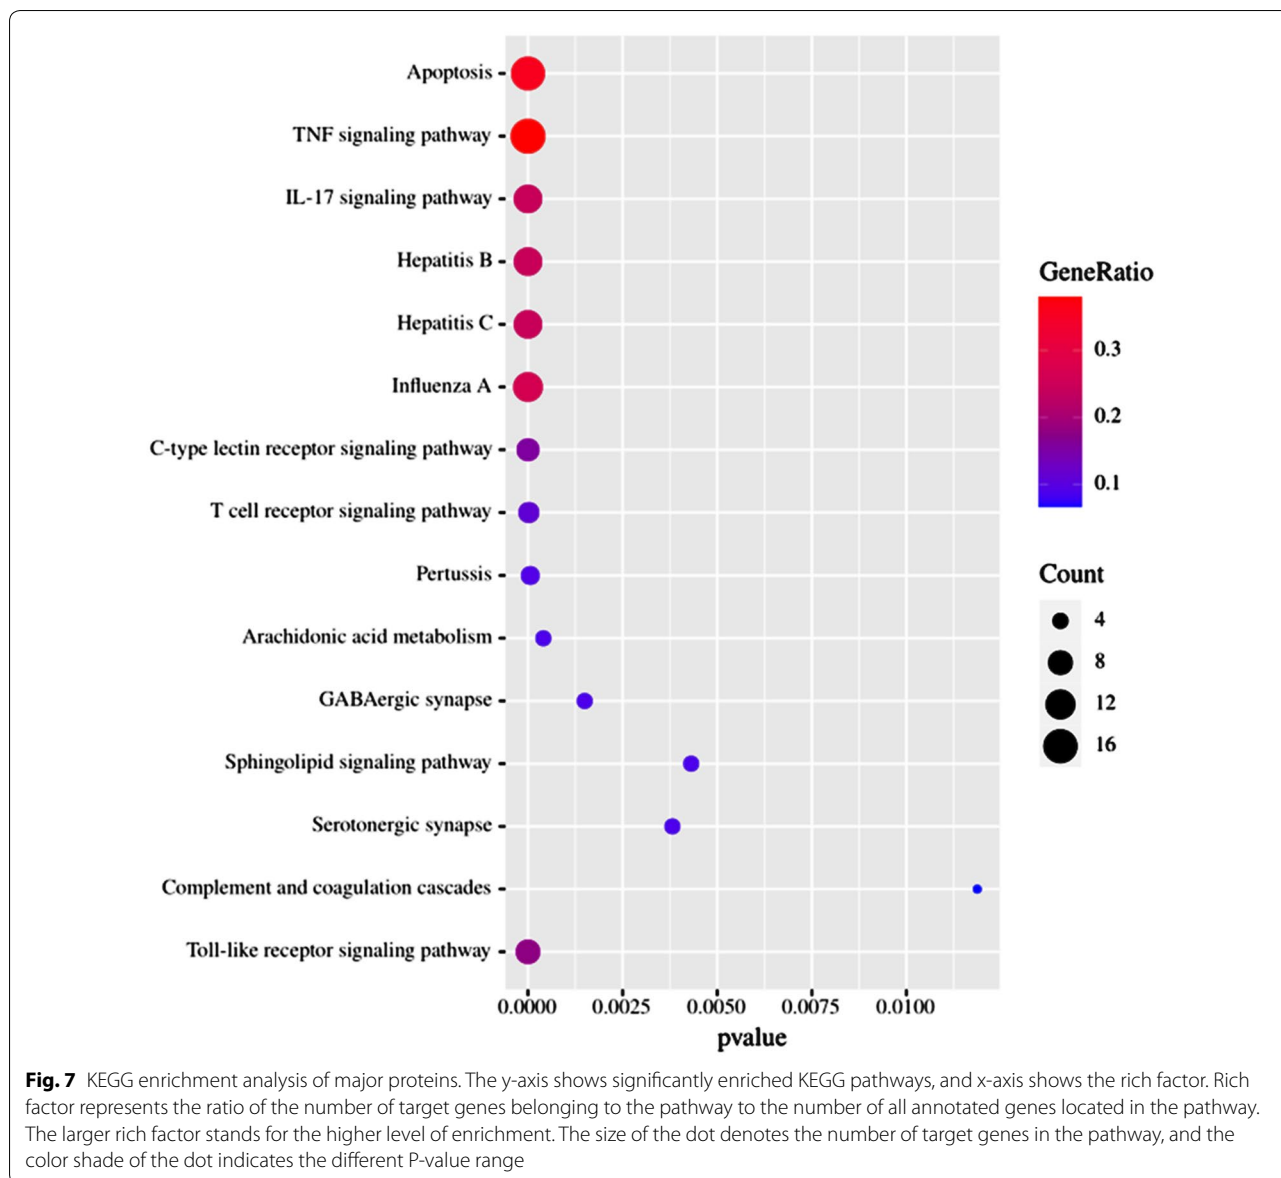 Apoptosis
TNF signaling pathway
IL-17 signaling pathway
Hepatitis B
Hepatitis C
Influenza A
C-type lectin receptor signaling pathway
T cell receptor signaling pathway
Pertussis
Arachidonic acid metabolism
GABAergic synapse
Sphingolipid signaling pathway
Serotonergic synapse
Complement and coagulation cascades
Toll-like receptor signaling pathway
0.0000 0.0025 0.0050 0.0075 0.0100
pvalue
GeneRatio
0.3
0.2
0.1
Count
4
8
12
16
Fig. 7 KEGG enrichment analysis of major proteins. The y-axis shows significantly enriched KEGG pathways, and x-axis shows the rich factor. Rich
factor represents the ratio of the number of target genes belonging to the pathway to the number of all annotated genes located in the pathway.
The larger rich factor stands for the higher level of enrichment. The size of the dot denotes the number of target genes in the pathway, and the
color shade of the dot indicates the different P-value range